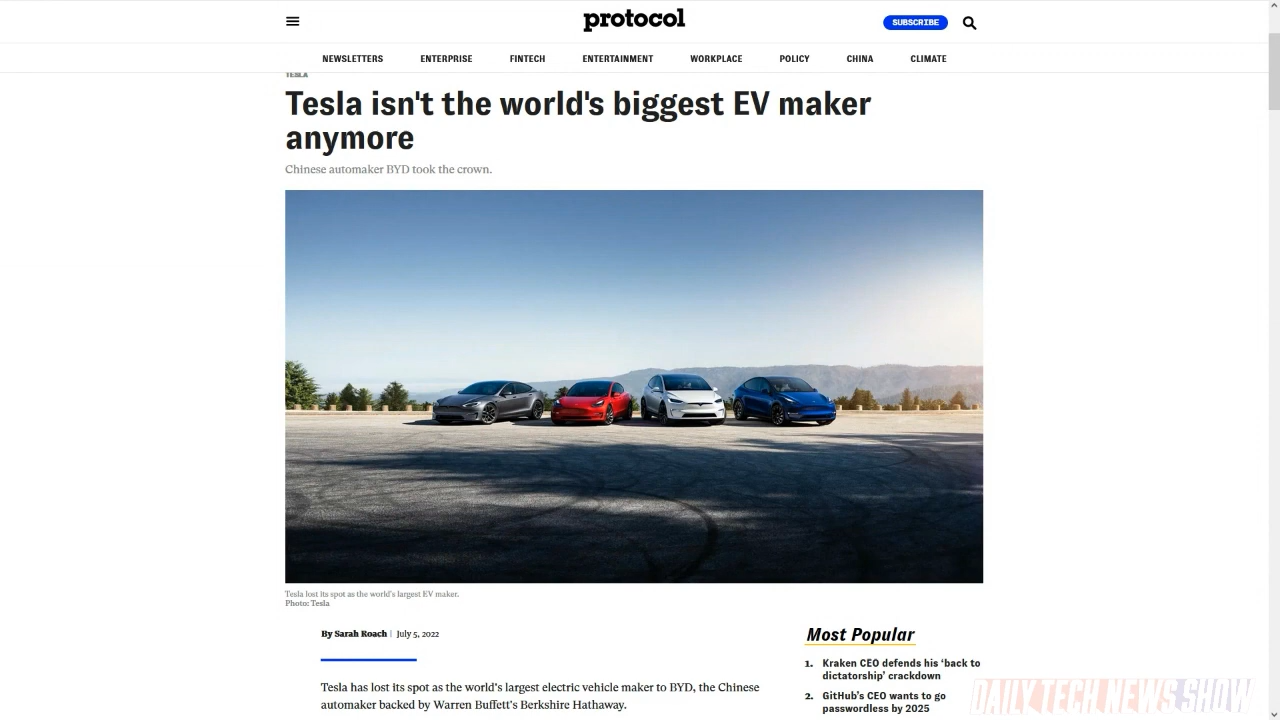 protocol
SUBSCRIBE
NEWSLETTERS ENTERPRISE FINTECH ENTERTAINMENT WORKPLACE POLICY CHINA CLIMATE
TESLA
Tesla isn't the world's biggest EV maker
anymore
Chinese automaker BYD took the crown.
Tesla lost its spot as the world's largest EV maker.
Photo: Tesla
By Sarah Roach | July 5, 2022
Tesla has lost its spot as the world's largest electric vehicle maker to BYD, the Chinese
automaker backed by Warren Buffett's Berkshire Hathaway.
Most Popular
1. Kraken CEO defends his ‘back to
dictatorship’ crackdown
2. GitHub's CEO wants to go
passwordless by 2025
DAILY TECH NEWS SHOW